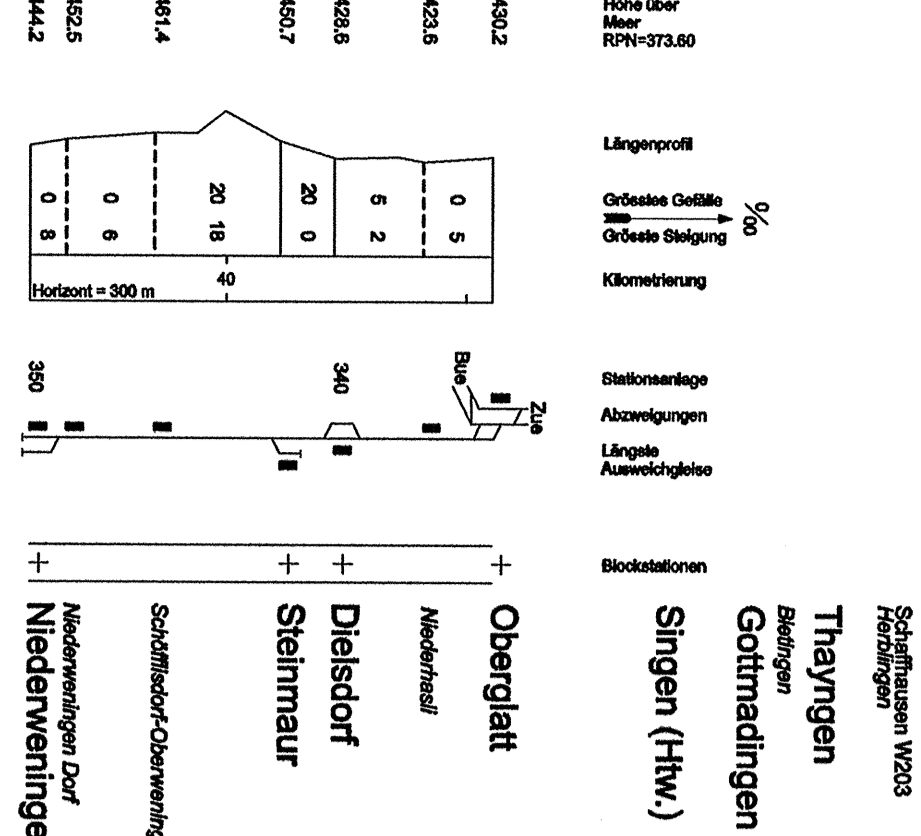 444.2
452.5
461.4
450.7
428.6
423.6
430.2
Höhe über
Meer
RPN=373.60
Längenprofil
Grösstes Gefälle
Grösste Steigung
0/00
0 8
0 6
20 18
20 0
5 2
0 5
Kilometrierung
40
Horizont = 300 m
350
340
Bue
Zue
Stationsanlage
Abzweigungen
Längste
Ausweichgleise
Blockstationen
Niederweninge
Niederweningen Dorf
Schöfflisdorf-Oberwening
Steinmaur
Dielsdorf
Niederhasli
Oberglatt
Singen (Htw.)
Gottmadingen
Bietingen
Thayngen
Herblingen
Schaffhausen W203